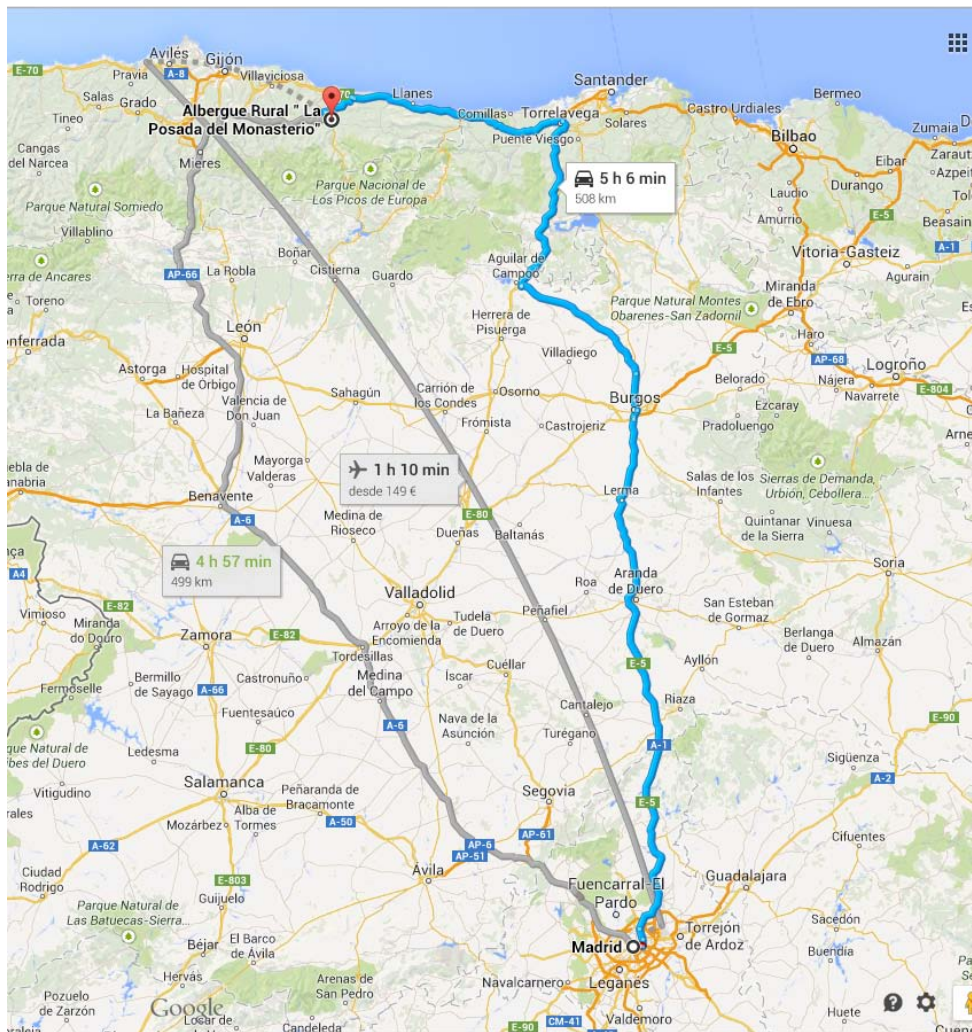 Avilés
Gijón
E-70
A-8
Villaviciosa
Pravia
Salas
Grado
Tineo
Albergue Rural " La
Posada del Monasterio"
70
Llanes
Comillas
Torrelavega
Santander
Solares
Puente Viesgo
Castro Urdiales
Bermeo
Bilbao
Zumaia
Zarautz
Eibar
Durango
E-5
Laudio
Amurrio
Beasain
A-1
Cangas
del Narcea
Mieres
Parque Natural Somiedo
Villablino
Parque Nacional de
Los Picos de Europa
5 h 6 min
508 km
Vitoria-Gasteiz
Agurain
Boñar
Cistierna
Guardo
Aguilar de
Campoo
AP-66
La Robla
Toreno
Herrera de
Pisuerga
Parque Natural Montes
Obarenes-San Zadornil
Miranda
de Ebro
Haro
AP-68
Logroño
E-804
León
Villadiego
E-5
Astorga
Hospital
de Órbigo
Valencia de
Don Juan
La Bañeza
Sahagún
Carrión de
los Condes
Osorno
Frómista
Castrojeriz
Burgos
Belorado
Nájera
Navarrete
Ezcaray
Pradoluengo
Mayorga
Valderas
1 h 10 min
desde 149 €
Benavente
A-6
Medina de
Rioseco
E-80
Dueñas
Baltanás
Lerma
Salas de los
Infantes
Sierras de Demanda,
Urbión, Cebollera...
Quintanar
de la Sierra
Vinuesa
4 h 57 min
499 km
A4
E-82
Vimioso
Miranda
do Douro
Zamora
E-82
Valladolid
Arroyo de la
Encomienda
Tudela
de Duero
Peñafiel
Roa
Aranda
de Duero
San Esteban
de Gormaz
Soria
Berlanga
de Duero
Almazán
Tordesillas
Medina
del Campo
Cuéllar
Iscar
E-5
Ayllón
Bermillo
de Sayago
Castronuño
Fermoselle
A-66
Fuentesaúco
A-6
Nava de la
Asunción
Cantalejo
Turégano
Riaza
E-90
Ledesma
E-80
A-1
Sigüenza
A-2
Vitigudino
Salamanca
Peñaranda de
Bracamonte
Segovia
E-5
Mozárbez
Alba de
Tormes
A-50
AP-61
AP-6
AP-51
Cifuentes
A-62
Ciudad
Rodrigo
E-803
Guijuelo
Ávila
Fuencarral-El
Pardo
Guadalajara
Parque Natural de
Las Batuecas-Sierra...
Béjar
El Barco
de Ávila
Madrid
Torrejón
de Ardoz
Sacedón
Buendía
Hervás
Arenas de
San Pedro
Navalcarnero
Leganés
Pozuelo
de Zarzón
Google
Candeleda
E-90
CM-41
Valdemoro
Huete